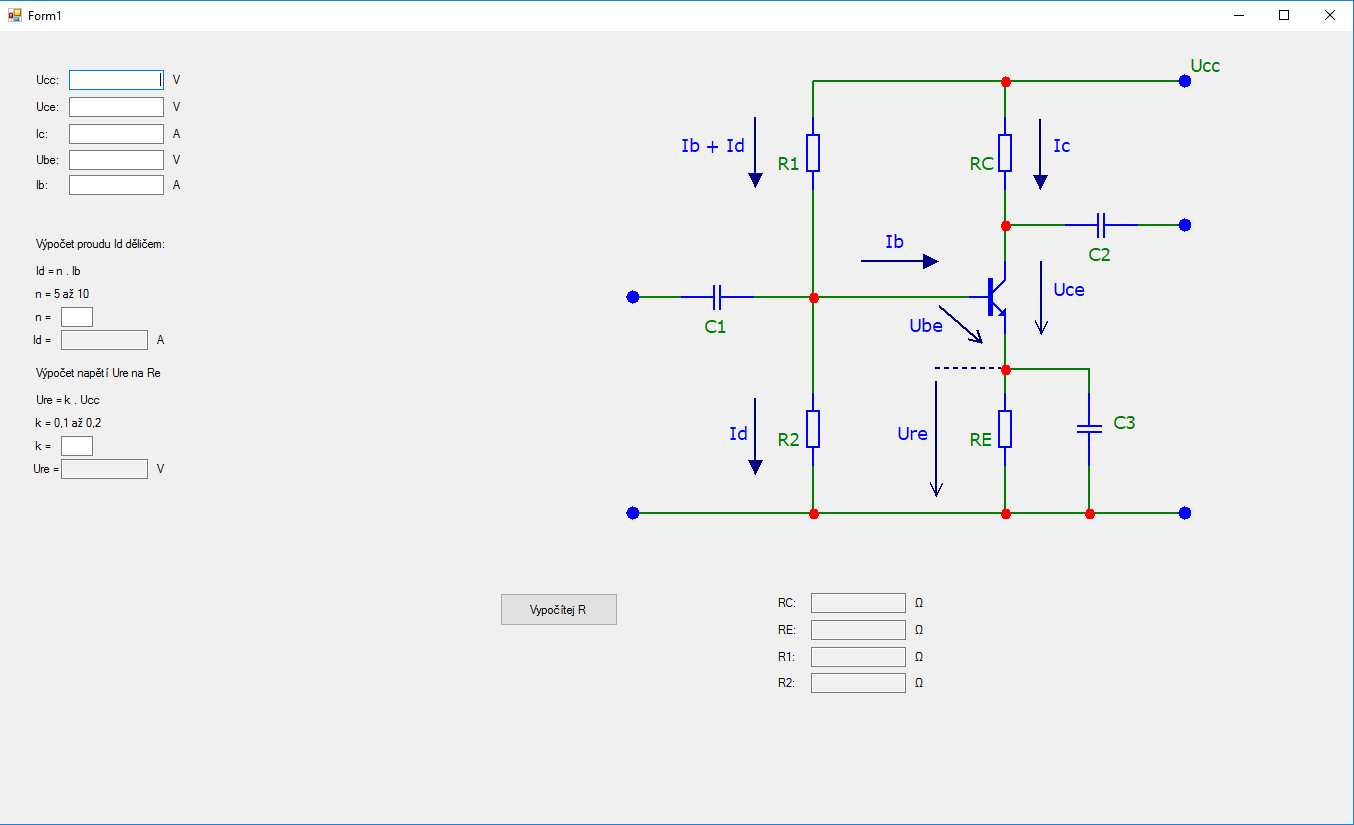 Form1
Ucc: V
Uce: V
Ic: A
Ube: V
Ib: A
Výpočet proudu Id děličem:
Id = n . Ib
n = 5 až 10
n =
Id = A
Výpočet napětí Ure na Re
Ure = k . Ucc
k = 0,1 až 0,2
k =
Ure = V
Ucc
Ib + Id
R1
RC
Ic
Ib
C2
Uce
C1
Ube
Id
R2
Ure
RE
C3
Vypočítej R
RC: Ω
RE: Ω
R1: Ω
R2: Ω